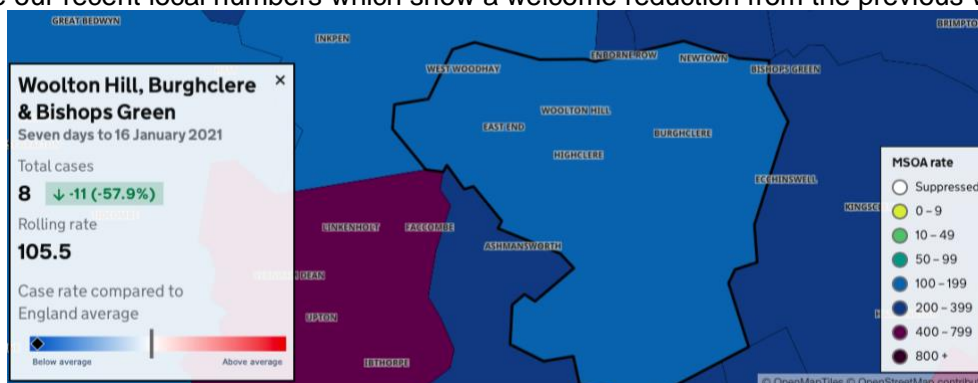 our recent local numbers which show a welcome reduction from the previous
GREAT BEDWYN
INKPEN
BRIMPTO
ENBORNE ROW
NEWTOWN
WEST WOODHAY
BISHOPS GREEN
Woolton Hill, Burghclere
& Bishops Green
×
Seven days to 16 January 2021
Total cases
8 ↓ -11 (-57.9%)
Rolling rate
105.5
Case rate compared to
England average
Below average
Above average
WOOLTON HILL
EAST END
BURGHCLERE
HIGHCLERE
ECCHINSWELL
KINGSC
LINKENHOLT
FACCOMBE
ASHMANSWORTH
DEAN
UPTON
IBTHORPE
MSOA rate
Suppressed
0 – 9
10 – 49
50 – 99
100 – 199
200 – 399
400 – 799
800 +
© OpenMapTiles © OpenStreetMap contribut